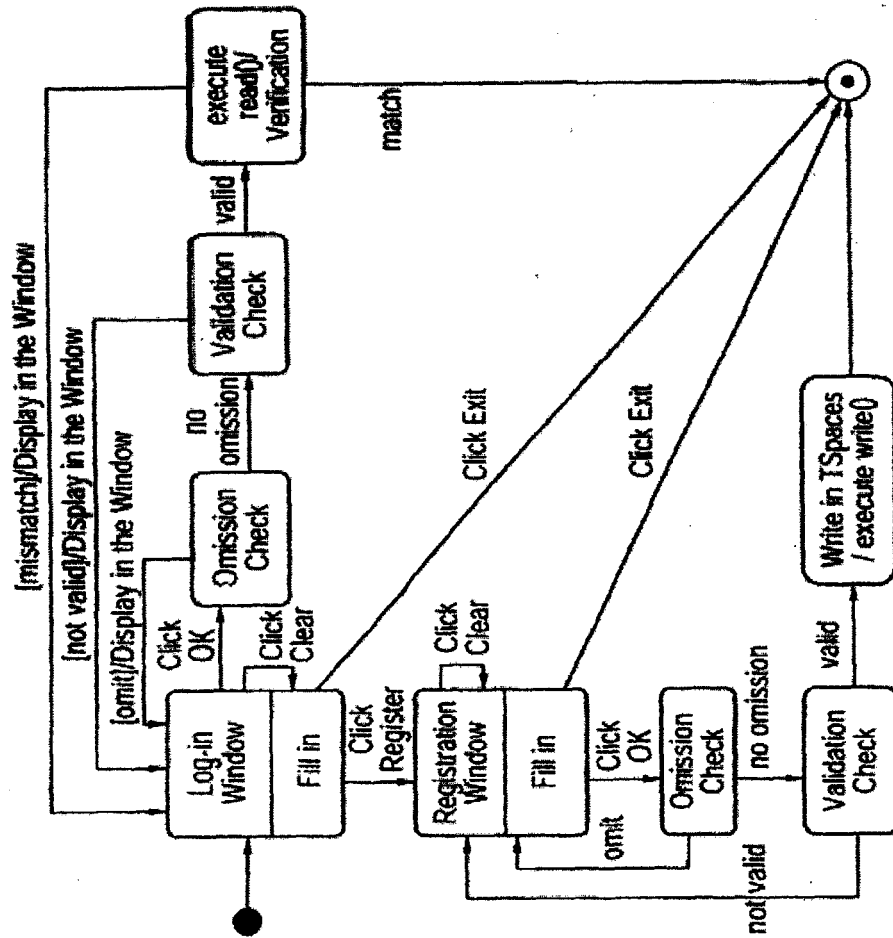 [mismatch]/Display in the Window
[not valid]/Display in the Window
[omit]/Display in the Window
Click
OK
Log-in
Window
Fill in
Click
Clear
Omission
Check
no
omission
Validation
Check
valid
execute
read()/
Verification
match
Click
Register
Click Exit
Registration
Window
Fill in
Click
Clear
Click Exit
Click
OK
omit
Omission
Check
no omission
not valid
Validation
Check
valid
Write in TSpaces
/ execute write()